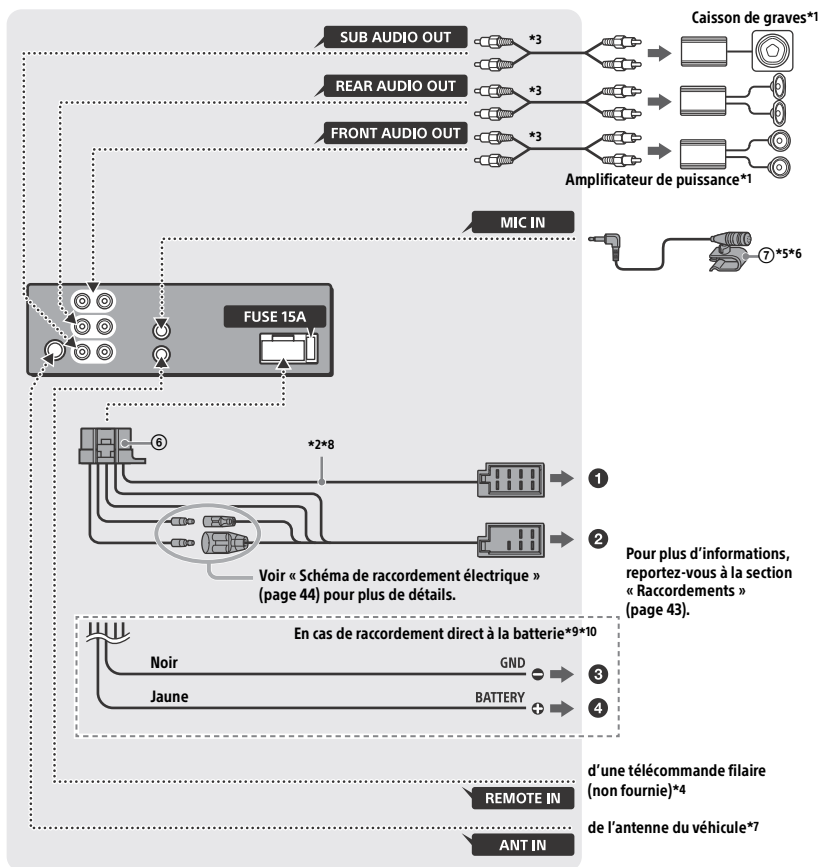 Caisson de graves*1
SUB AUDIO OUT
*3
REAR AUDIO OUT
*3
FRONT AUDIO OUT
*3
Amplificateur de puissance*1
MIC IN
⑦*5*6
FUSE 15A
⑥
*2*8
❶
❷
Voir « Schéma de raccordement électrique »
(page 44) pour plus de détails.
Pour plus d’informations,
reportez-vous à la section
« Raccordements »
(page 43).
En cas de raccordement direct à la batterie*9*10
Noir
GND
❸
Jaune
BATTERY
❹
d’une télécommande filaire
(non fournie)*4
REMOTE IN
de l’antenne du véhicule*7
ANT IN